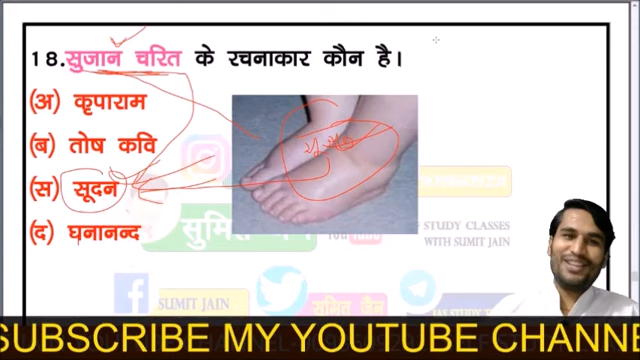 18.सुजान चरित के रचनाकार कौन है।
(अ) कृपाराम
(ब) तोष कवि
(स) सूदन
(द) घनानन्द
STUDY CLASSES
WITH SUMIT JAIN
SUMIT JAIN
सुमित जैन
SUBSCRIBE MY YOUTUBE CHANNE